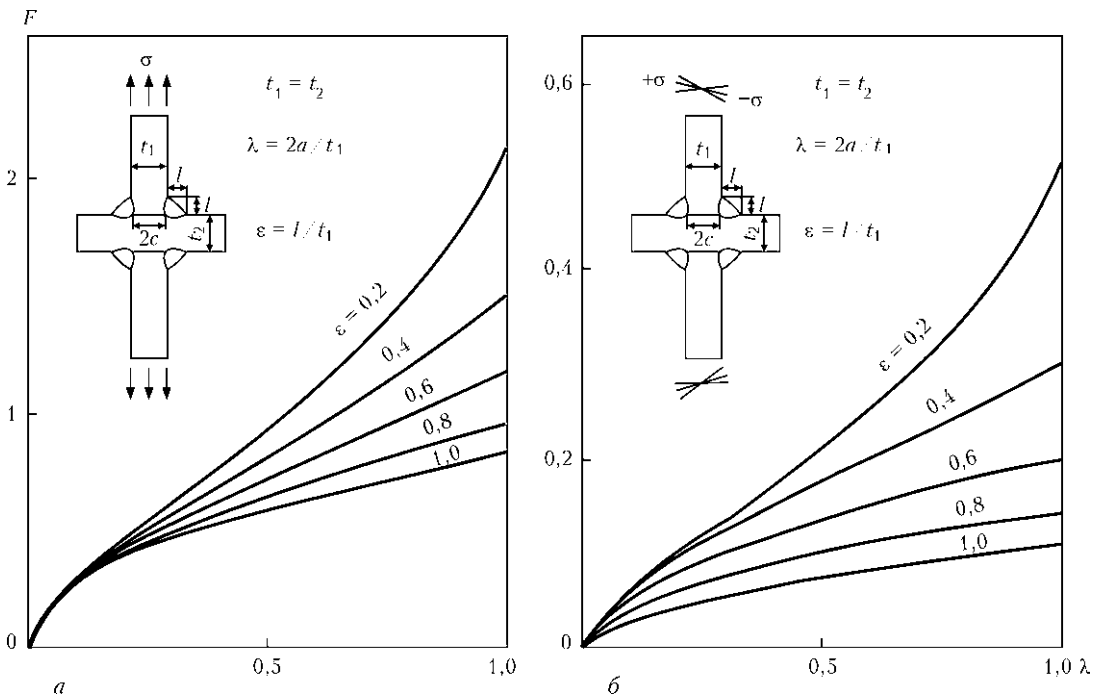 F
σ
t₁ = t₂
λ = 2a/t₁
t₁
l
l
2c
t₂
ε = l/t₁
2
1
0
ε = 0,2
0,4
0,6
0,8
1,0
0,5
1,0
а
0,6
0,4
0,2
0
+σ
−σ
t₁ = t₂
λ = 2a/t₁
t₁
l
l
2c
t₂
ε = l/t₁
ε = 0,2
0,4
0,6
0,8
1,0
0,5
1,0 λ
б